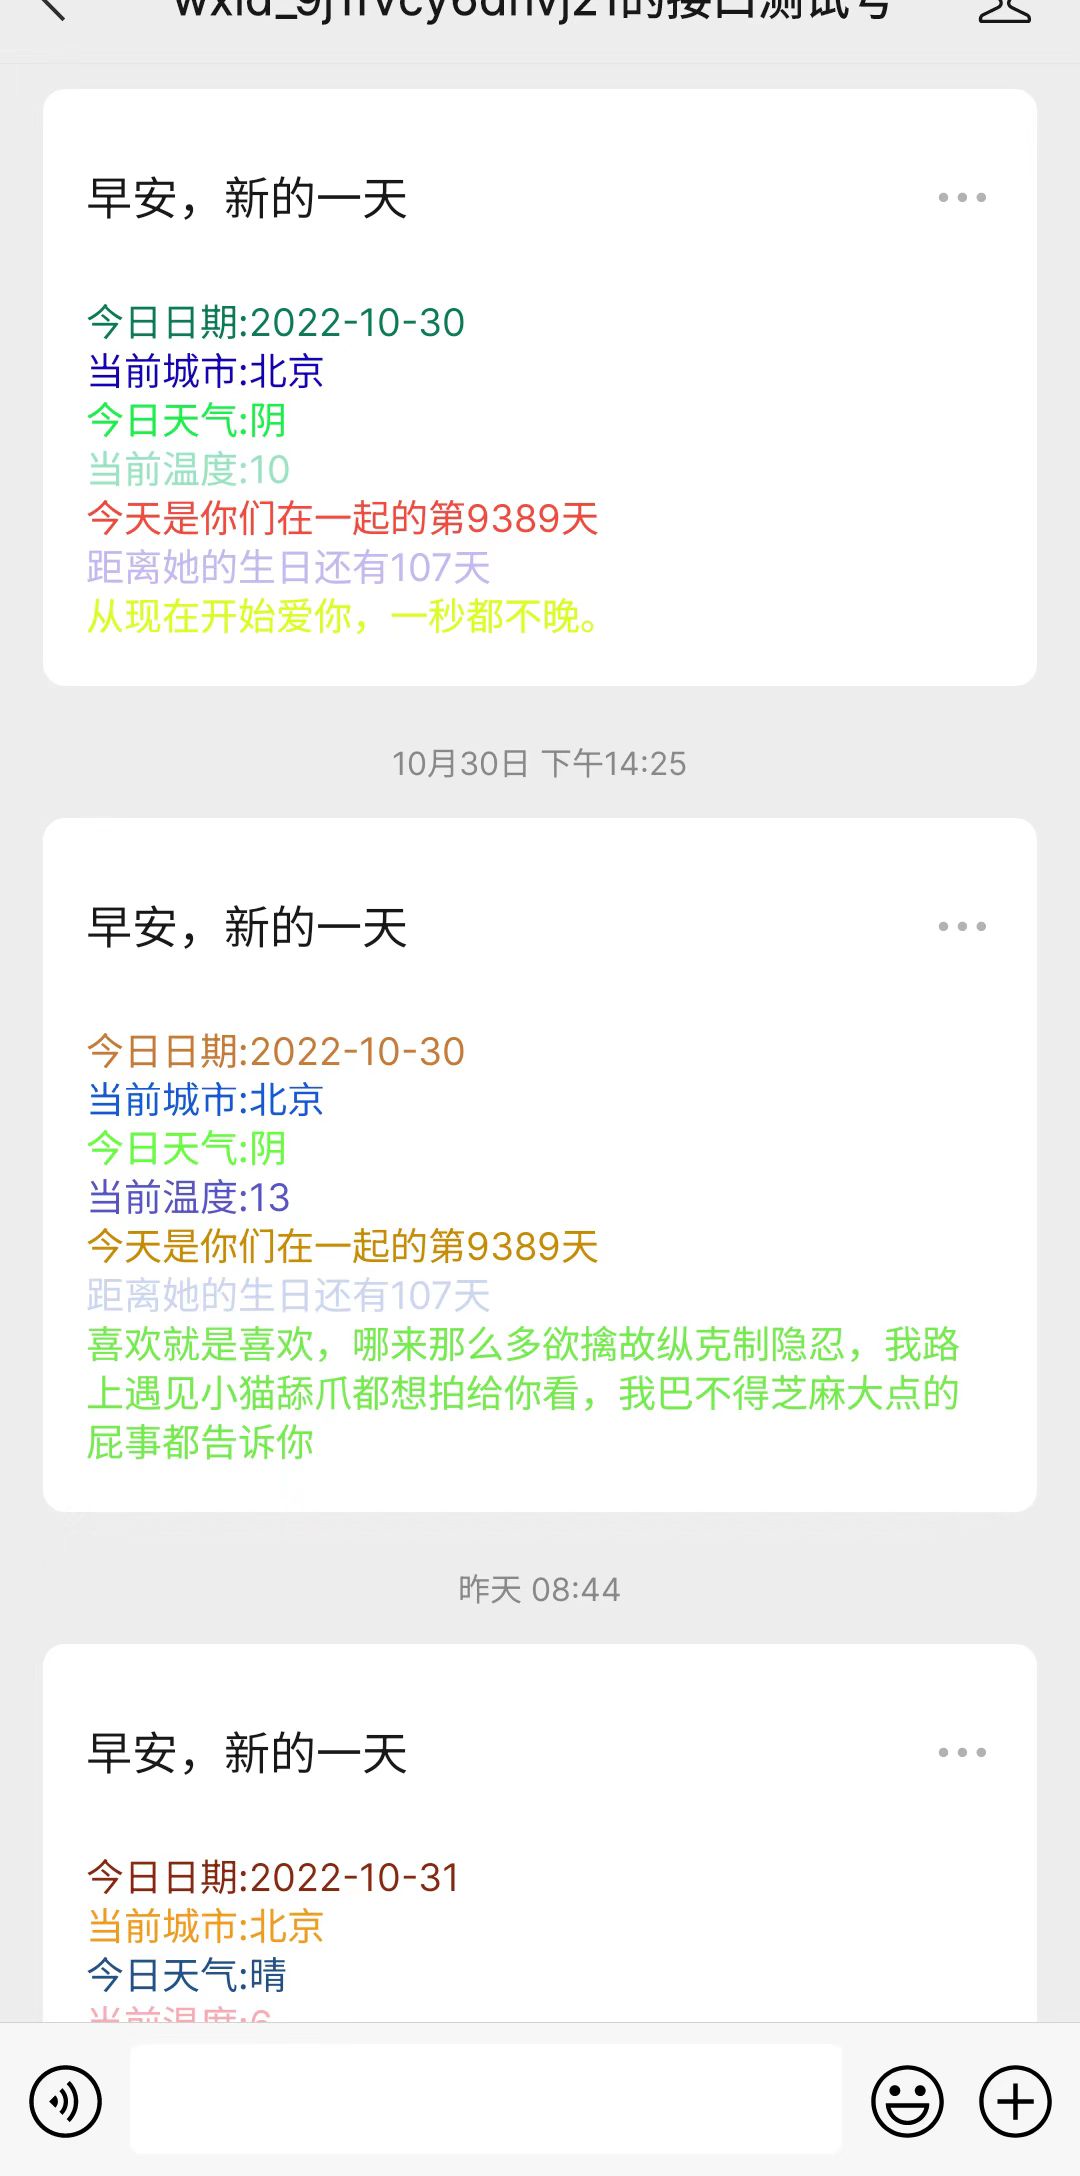 的接口测试号
早安，新的一天
今日日期:2022-10-30
当前城市:北京
今日天气:阴
当前温度:10
今天是你们在一起的第9389天
距离她的生日还有107天
从现在开始爱你，一秒都不晚。
10月30日 下午14:25
早安，新的一天
今日日期:2022-10-30
当前城市:北京
今日天气:阴
当前温度:13
今天是你们在一起的第9389天
距离她的生日还有107天
喜欢就是喜欢，哪来那么多欲擒故纵克制隐忍，我路
上遇见小猫舔爪都想拍给你看，我巴不得芝麻大点的
屁事都告诉你
昨天 08:44
早安，新的一天
今日日期:2022-10-31
当前城市:北京
今日天气:晴
当前温度:6